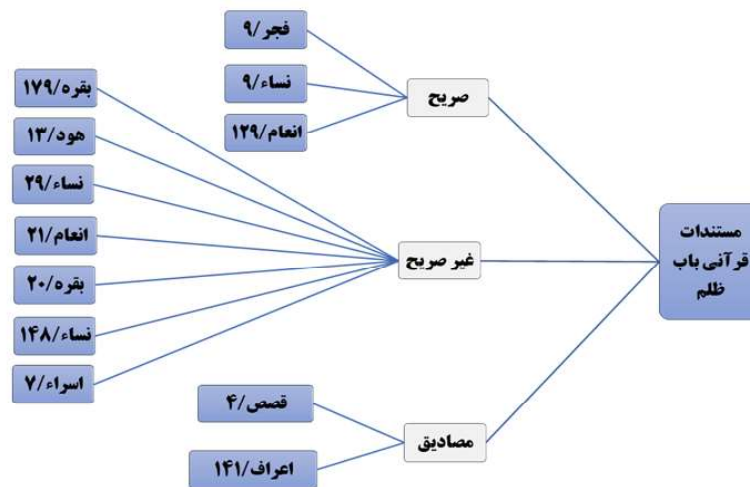 مستندات
قرآنی باب
ظلم
صریح
فجر/۹
نساء/۹
انعام/۱۲۹
غیر صریح
بقره/۱۷۹
هود/۱۳
نساء/۲۹
انعام/۲۱
بقره/۲۰
نساء/۱۴۸
اسراء/۷
مصادیق
قصص/۴
اعراف/۱۴۱